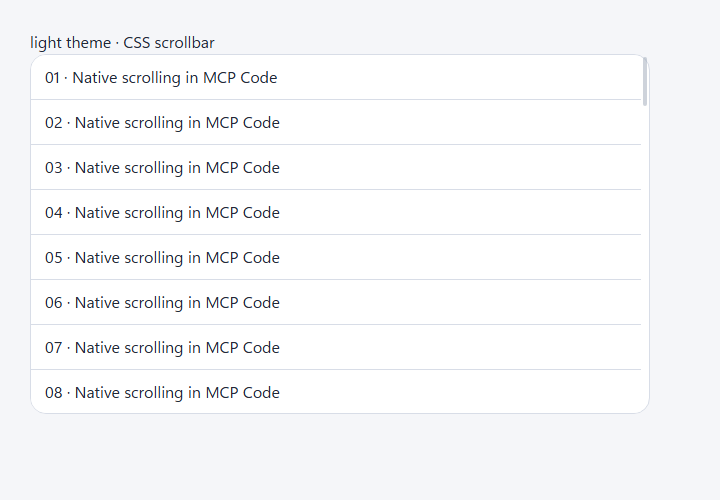 light theme · CSS scrollbar
01 · Native scrolling in MCP Code
02 · Native scrolling in MCP Code
03 · Native scrolling in MCP Code
04 · Native scrolling in MCP Code
05 · Native scrolling in MCP Code
06 · Native scrolling in MCP Code
07 · Native scrolling in MCP Code
08 · Native scrolling in MCP Code